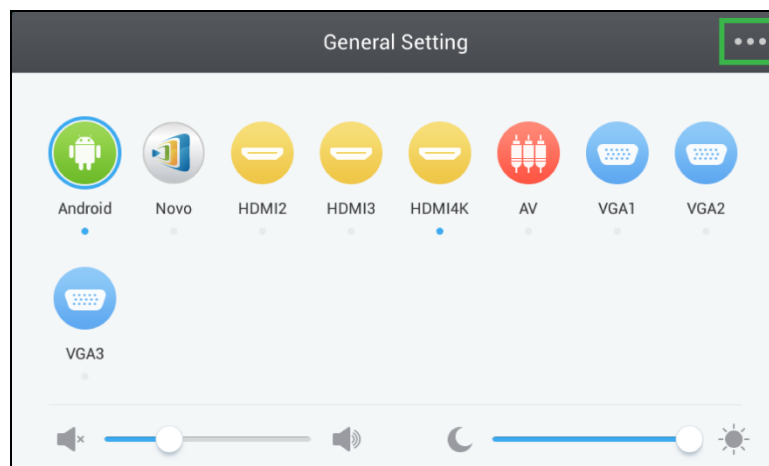 General Setting
Android Novo HDMI2 HDMI3 HDMI4K AV VGA1 VGA2
VGA3